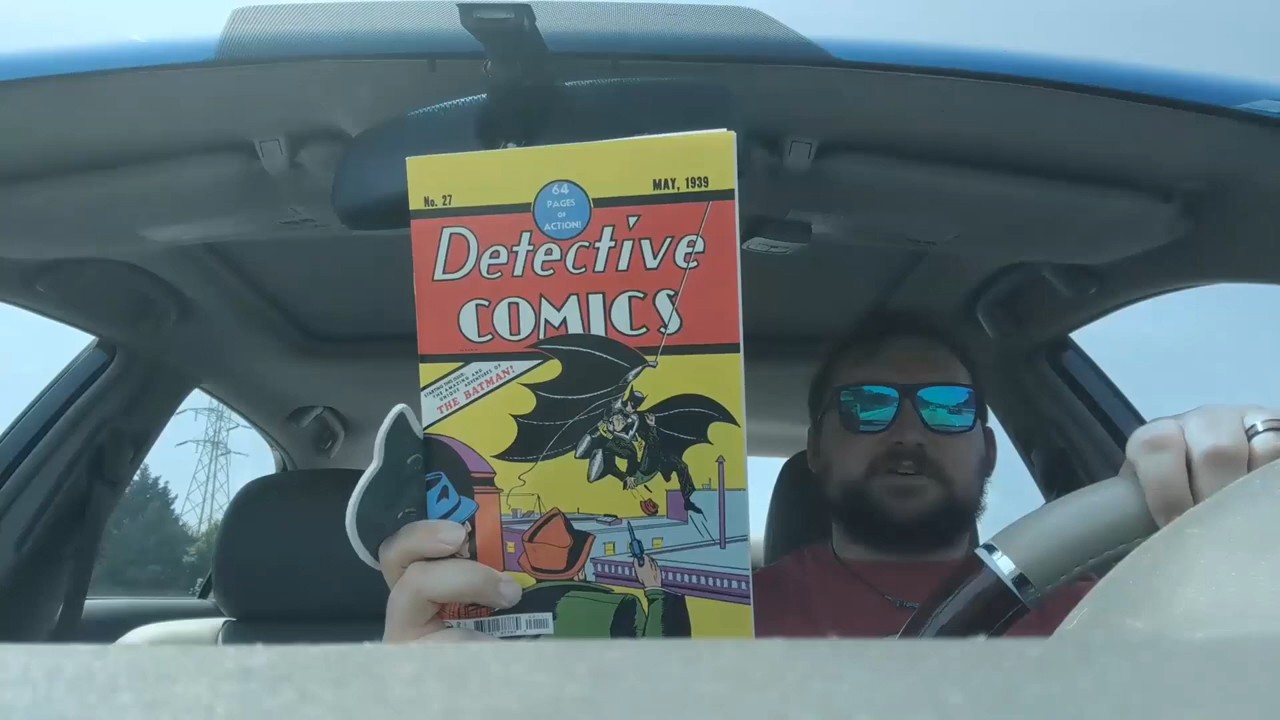 No. 27
MAY, 1939
64
PAGES
OF
ACTION!
Detective
COMICS
STARTING THIS ISSUE:
THE AMAZING AND
UNIQUE ADVENTURES OF
THE BATMAN!